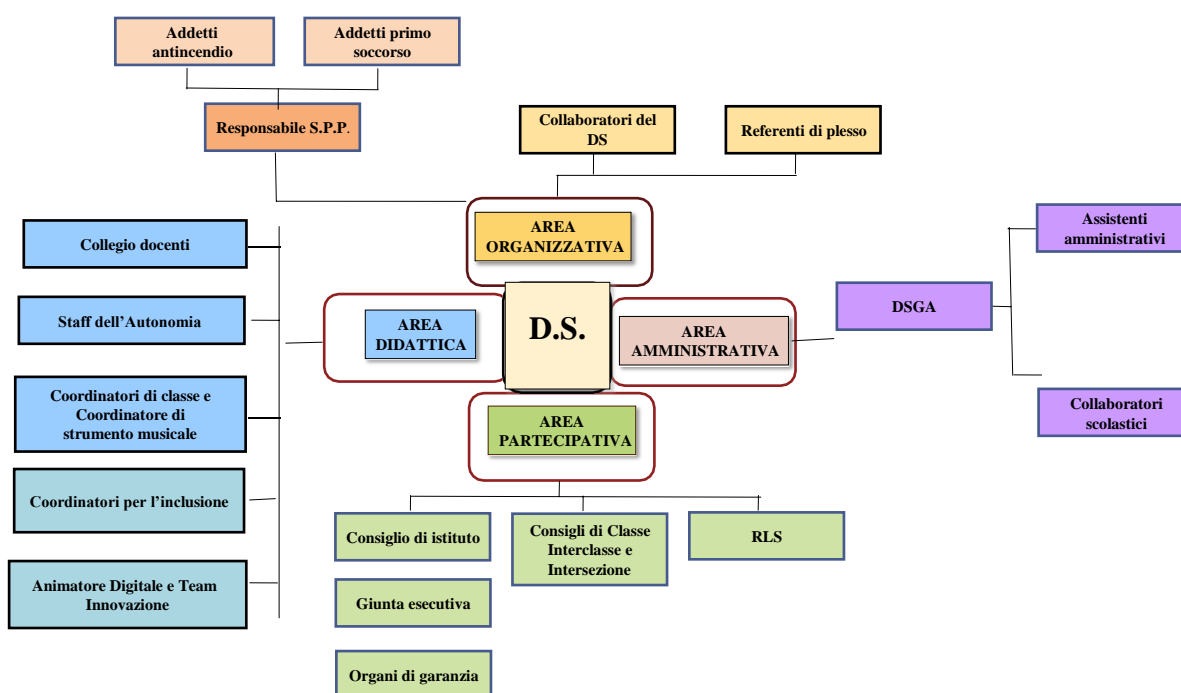 Addetti
antincendio
Addetti primo
soccorso
Responsabile S.P.P.
Collaboratori del
DS
Referenti di plesso
AREA
ORGANIZZATIVA
Collegio docenti
Staff dell’Autonomia
Coordinatori di classe e
Coordinatore di
strumento musicale
Coordinatori per l’inclusione
Animatore Digitale e Team
Innovazione
AREA
DIDATTICA
D.S.
AREA
AMMINISTRATIVA
DSGA
Assistenti
amministrativi
Collaboratori
scolastici
AREA
PARTECIPATIVA
Consiglio di istituto
Giunta esecutiva
Organi di garanzia
Consigli di Classe
Interclasse e
Intersezione
RLS